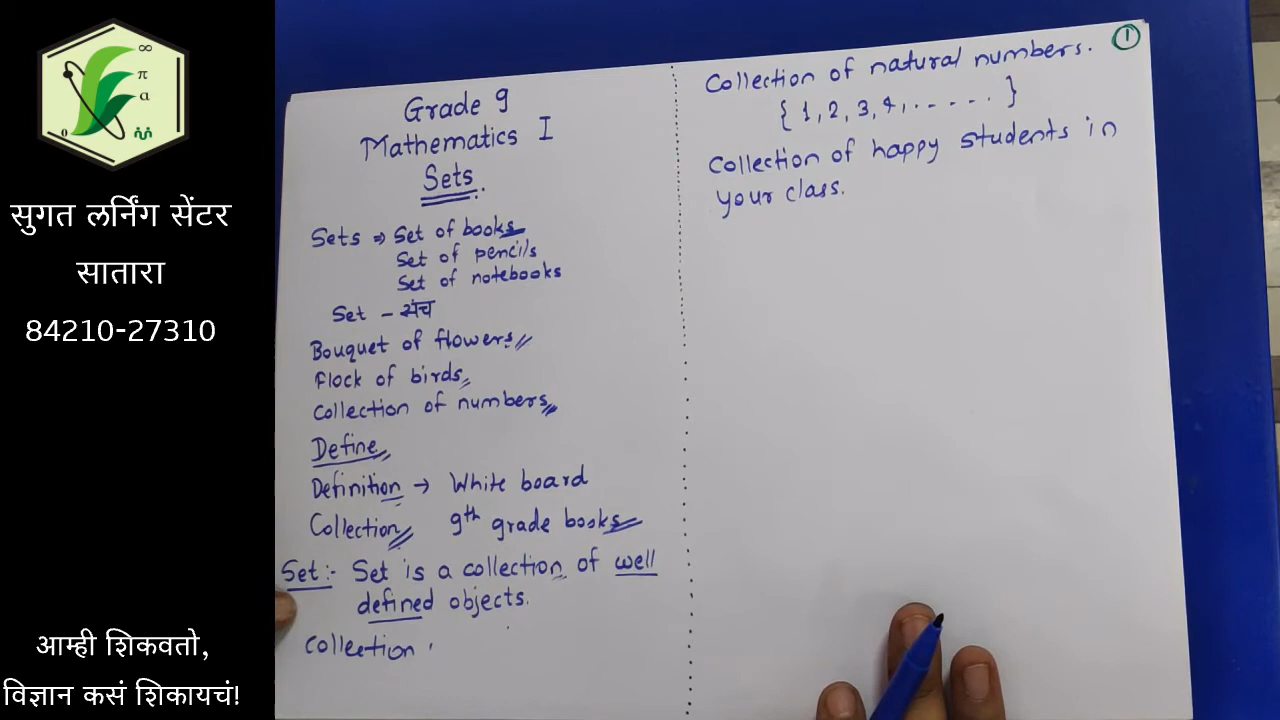 ∞
π
α
सुगत लर्निंग सेंटर
सातारा
84210-27310
आम्ही शिकवतो,
विज्ञान कसं शिकायचं!
Grade 9
Mathematics I
Sets.
Sets ⇒ Set of books
Set of pencils
Set of notebooks
Set - संच
Bouquet of flowers
Flock of birds
Collection of numbers
Define
Definition → White board
Collection 9th grade books
Set :- Set is a collection of well
defined objects.
Collection
1
Collection of natural numbers.
{ 1, 2, 3, 4, . - - - - . }
Collection of happy students in
your class.